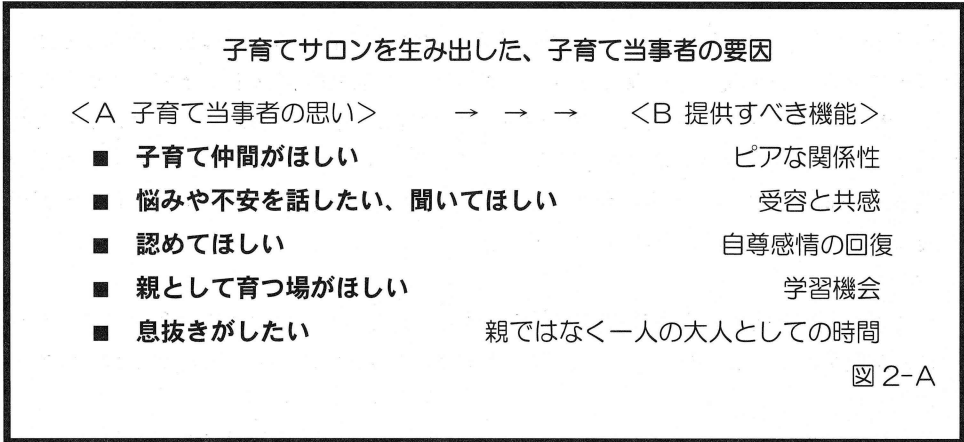 子育てサロンを生み出した、子育て当事者の要因
＜A 子育て当事者の思い＞ → → → ＜B 提供すべき機能＞
■ 子育て仲間がほしい ピアな関係性
■ 悩みや不安を話したい、聞いてほしい 受容と共感
■ 認めてほしい 自尊感情の回復
■ 親として育つ場がほしい 学習機会
■ 息抜きがしたい 親ではなく一人の大人としての時間
図2-A